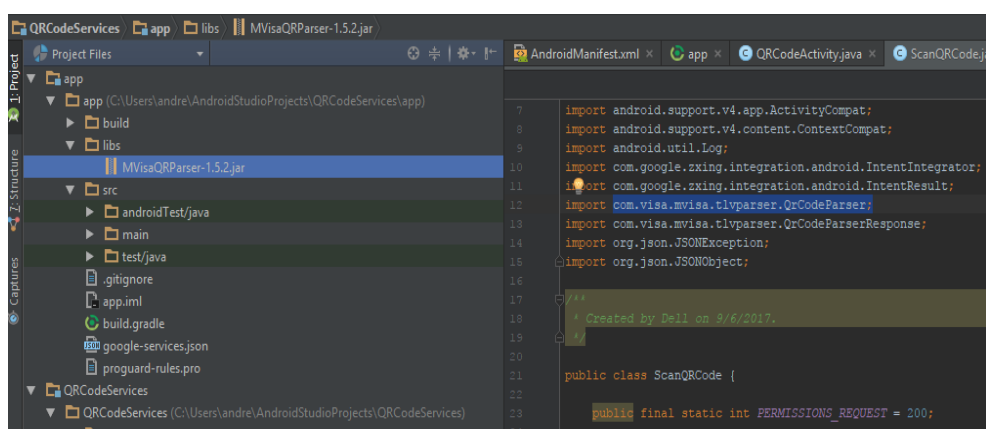 QRCodeServices app libs MVisaQRParser-1.5.2.jar
1: Project
7: Structure
Captures
Project Files
app
app (C:\Users\andre\AndroidStudioProjects\QRCodeServices\app)
build
libs
MVisaQRParser-1.5.2.jar
src
androidTest/java
main
test/java
.gitignore
app.iml
build.gradle
google-services.json
proguard-rules.pro
QRCodeServices
QRCodeServices (C:\Users\andre\AndroidStudioProjects\QRCodeServices)
AndroidManifest.xml × app × QRCodeActivity.java × ScanQRCode.ja
7 import android.support.v4.app.ActivityCompat;
8 import android.support.v4.content.ContextCompat;
9 import android.util.Log;
10 import com.google.zxing.integration.android.IntentIntegrator;
11 import com.google.zxing.integration.android.IntentResult;
12 import com.visa.mvisa.tlvparser.QrCodeParser;
13 import com.visa.mvisa.tlvparser.QrCodeParserResponse;
14 import org.json.JSONException;
15 import org.json.JSONObject;
16
17 /**
18 * Created by Dell on 9/6/2017.
19 */
20
21 public class ScanQRCode {
22
23 public final static int PERMISSIONS_REQUEST = 200;